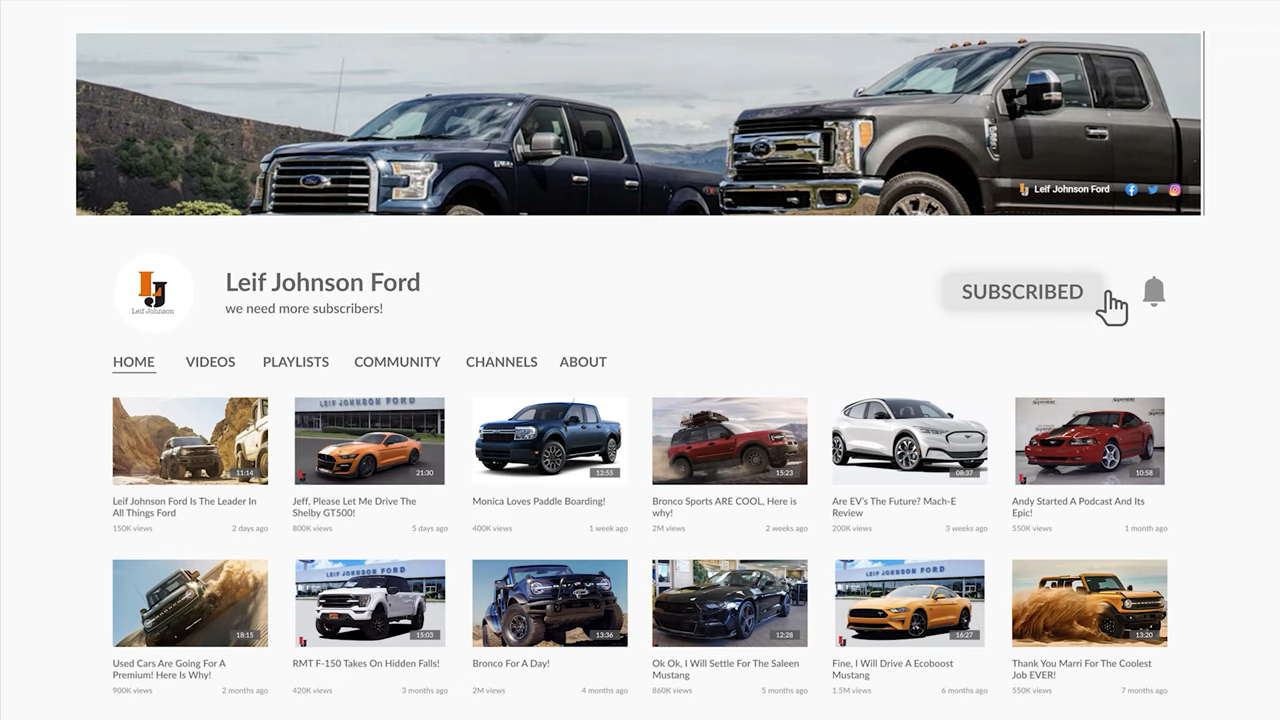 Leif Johnson Ford
LJ
Leif Johnson
Leif Johnson Ford
we need more subscribers!
SUBSCRIBED
HOME VIDEOS PLAYLISTS COMMUNITY CHANNELS ABOUT
LEIF JOHNSON FORD
11:14 21:30 12:55 15:23 08:37 10:58
Leif Johnson Ford Is The Leader In
All Things Ford
150K views 2 days ago
Jeff, Please Let Me Drive The
Shelby GT500!
800K views 5 days ago
Monica Loves Paddle Boarding!
400K views 1 week ago
Bronco Sports ARE COOL, Here is
why!
2M views 2 weeks ago
Are EV's The Future? Mach-E
Review
200K views 3 weeks ago
Andy Started A Podcast And Its
Epic!
550K views 1 month ago
LEIF JOHNSON FORD
LEIF JOHNSON FORD
18:15 15:03 13:36 12:28 16:27 13:20
Used Cars Are Going For A
Premium! Here Is Why!
900K views 2 months ago
RMT F-150 Takes On Hidden Falls!
420K views 3 months ago
Bronco For A Day!
2M views 4 months ago
Ok Ok, I Will Settle For The Saleen
Mustang
860K views 5 months ago
Fine, I Will Drive A Ecoboost
Mustang
1.5M views 6 months ago
Thank You Marri For The Coolest
Job EVER!
550K views 7 months ago